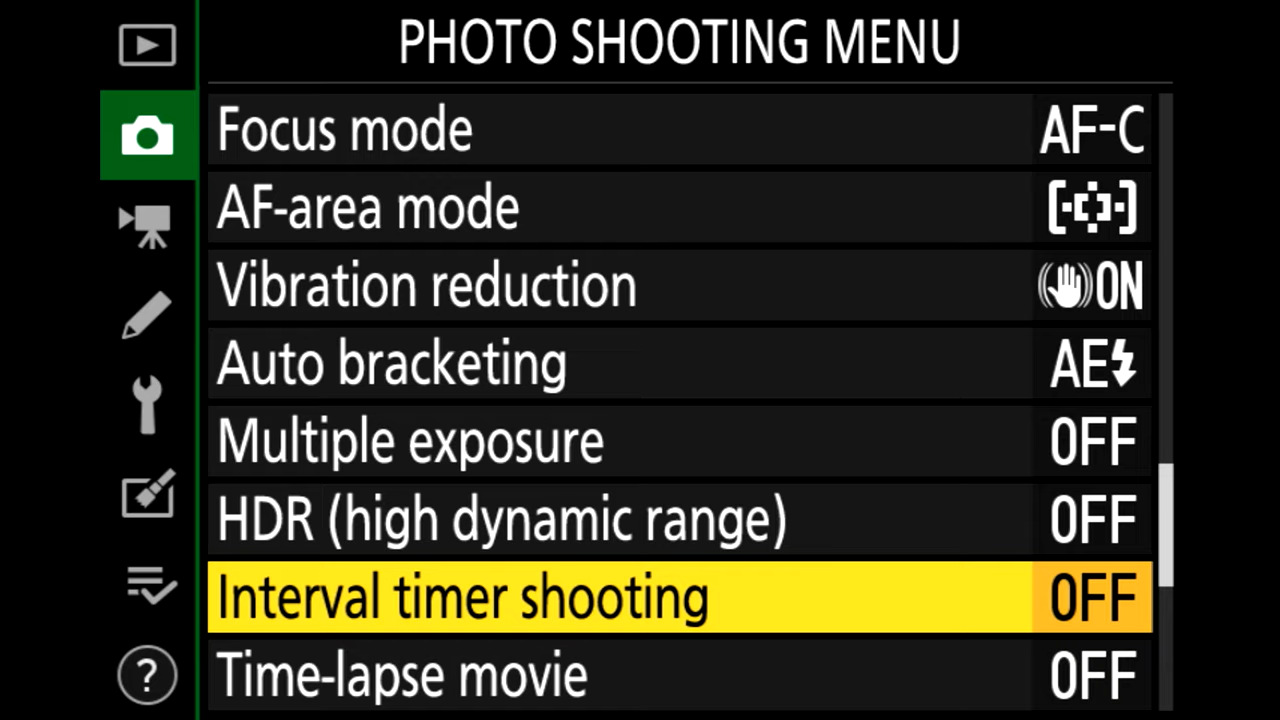 PHOTO SHOOTING MENU
Focus mode AF-C
AF-area mode
Vibration reduction ON
Auto bracketing AE
Multiple exposure OFF
HDR (high dynamic range) OFF
Interval timer shooting OFF
Time-lapse movie OFF
?